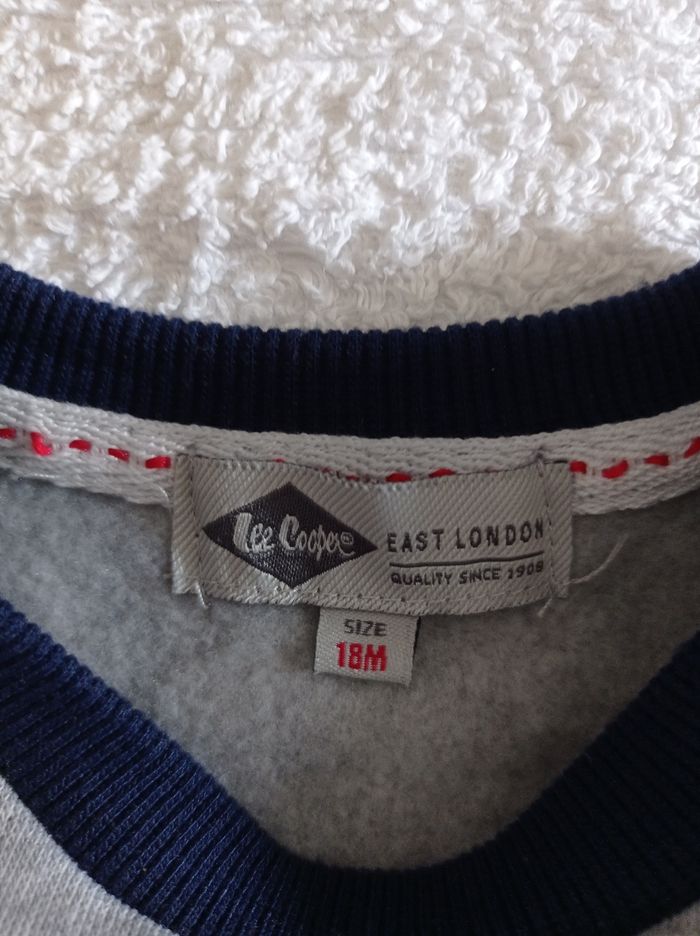 Lee Cooper®
EAST LONDON
QUALITY SINCE 1908
SIZE
18M